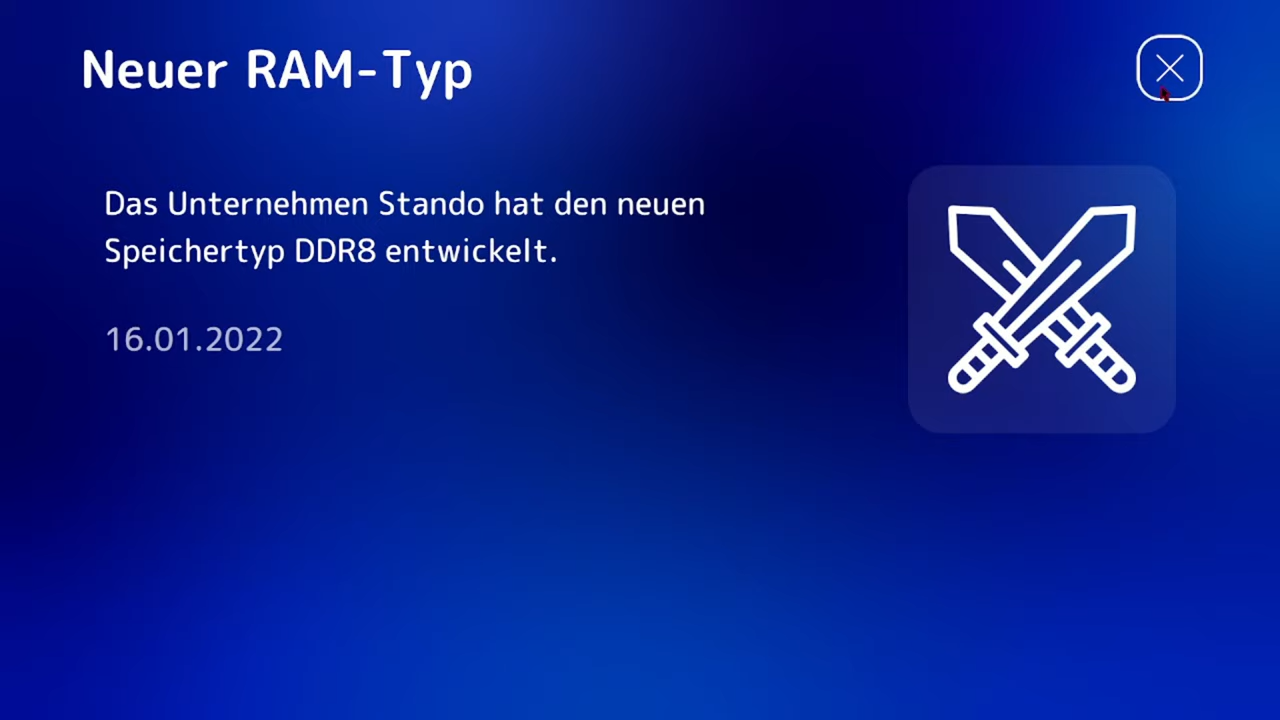 Neuer RAM-Typ
Das Unternehmen Stando hat den neuen
Speichertyp DDR8 entwickelt.
16.01.2022